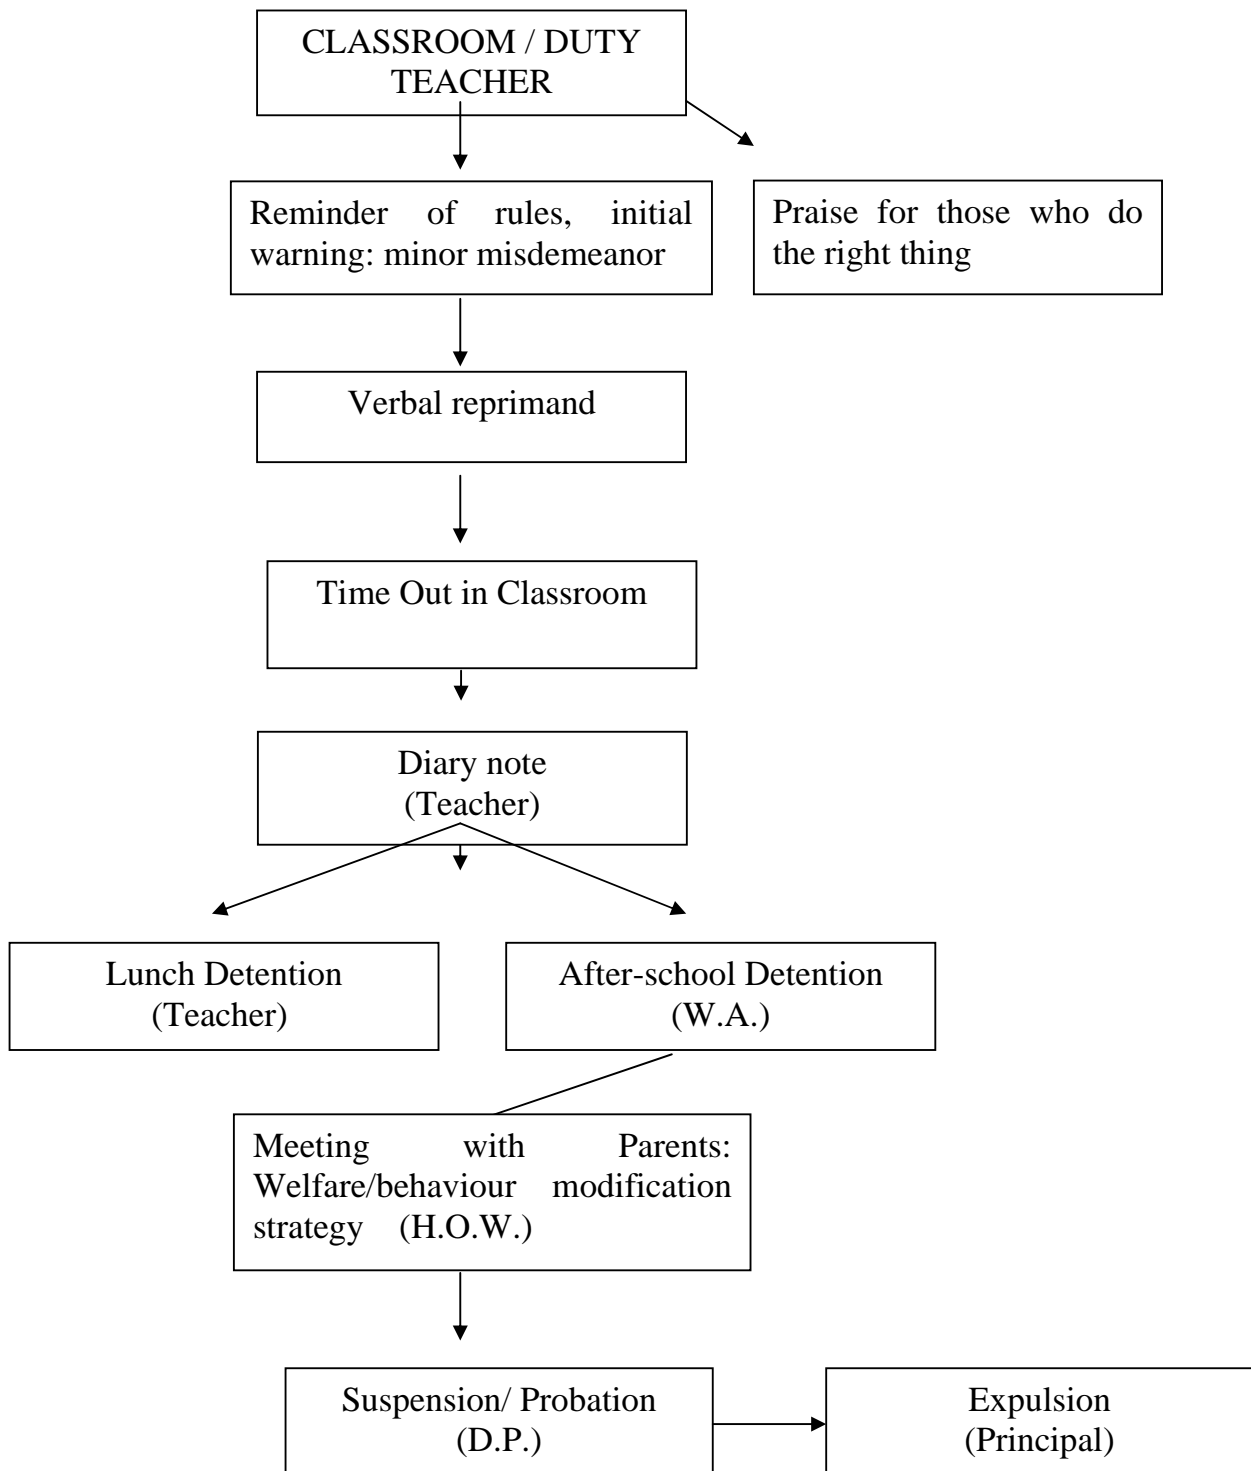 CLASSROOM / DUTY
TEACHER
Reminder of rules, initial
warning: minor misdemeanor
Praise for those who do
the right thing
Verbal reprimand
Time Out in Classroom
Diary note
(Teacher)
Lunch Detention
(Teacher)
After-school Detention
(W.A.)
Meeting with Parents:
Welfare/behaviour modification
strategy (H.O.W.)
Suspension/ Probation
(D.P.)
Expulsion
(Principal)